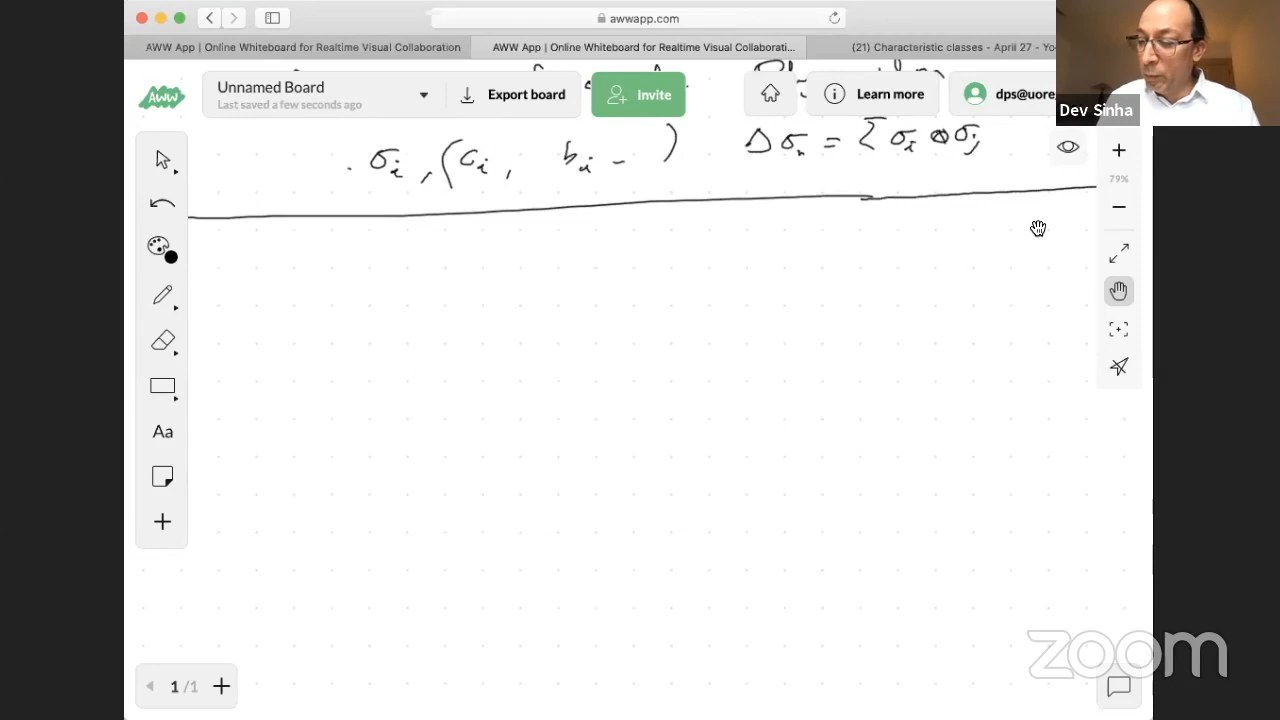 awwapp.com
AWW App | Online Whiteboard for Realtime Visual Collaboration
AWW App | Online Whiteboard for Realtime Visual Collaborati...
(21) Characteristic classes - April 27 - Yo
AWW
Unnamed Board
Last saved a few seconds ago
Export board
Invite
Learn more
dps@uore
Dev Sinha
. σi, (ci, bi - )
Δ σn = Σ σi ⊗ σj
79%
Aa
1 /1
zoom